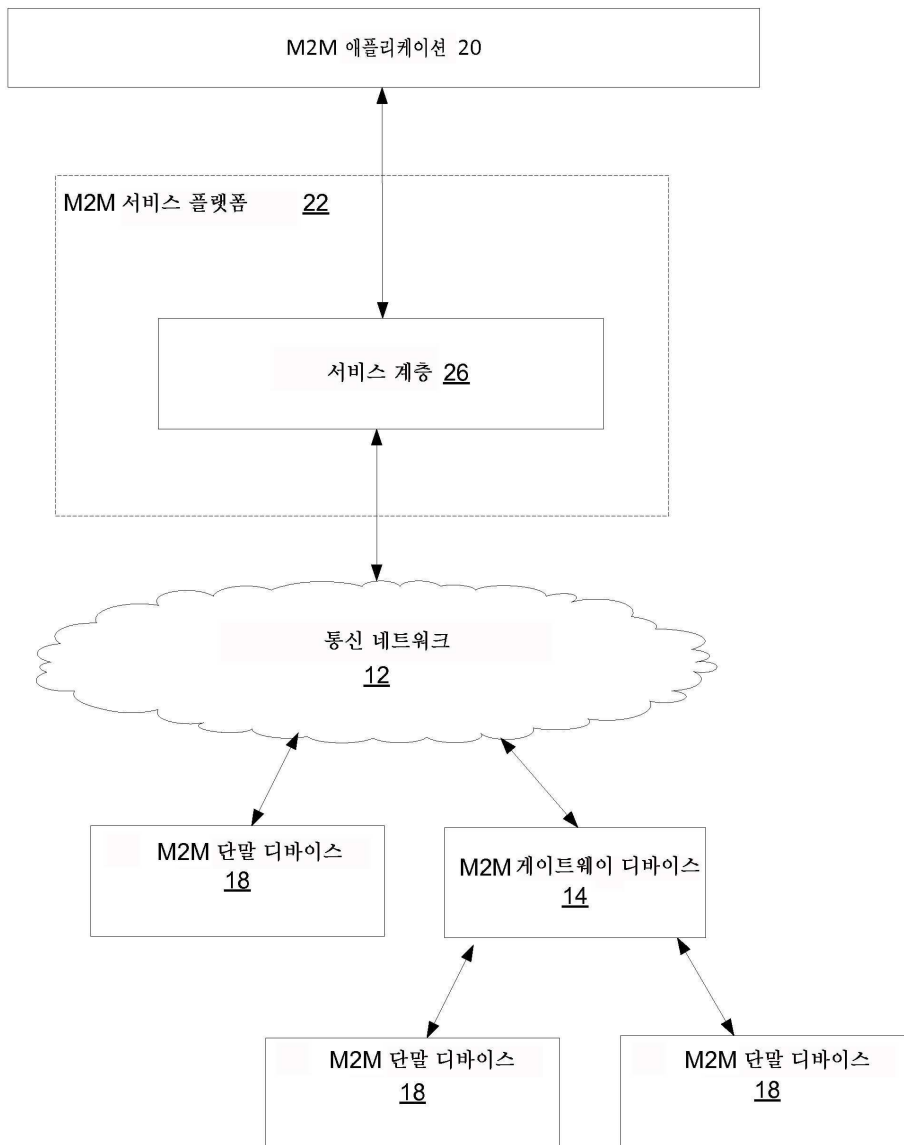 M2M 애플리케이션 20
M2M 서비스 플랫폼 22
서비스 계층 26
통신 네트워크
12
M2M 단말 디바이스
18
M2M 게이트웨이 디바이스
14
M2M 단말 디바이스
18
M2M 단말 디바이스
18